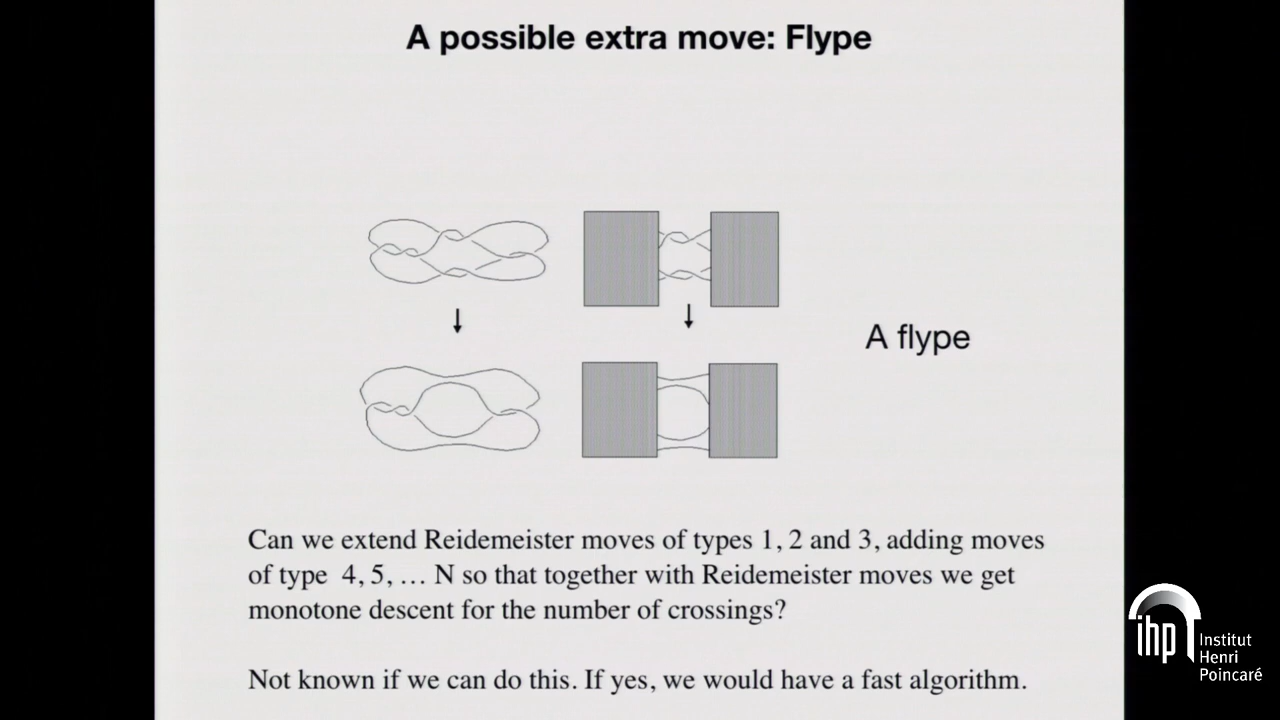 A possible extra move: Flype
A flype
Can we extend Reidemeister moves of types 1, 2 and 3, adding moves
of type 4, 5, … N so that together with Reidemeister moves we get
monotone descent for the number of crossings?
Not known if we can do this. If yes, we would have a fast algorithm.
ihp
Institut
Henri
Poincaré